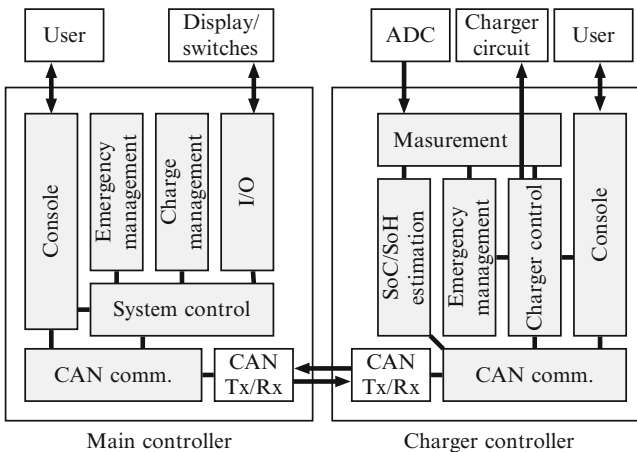 User
Display/
switches
ADC
Charger
circuit
User
Console
Emergency
management
Charge
management
I/O
System control
CAN comm.
CAN
Tx/Rx
Masurement
SoC/SoH
estimation
Emergency
management
Charger control
Console
CAN
Tx/Rx
CAN comm.
Main controller
Charger controller